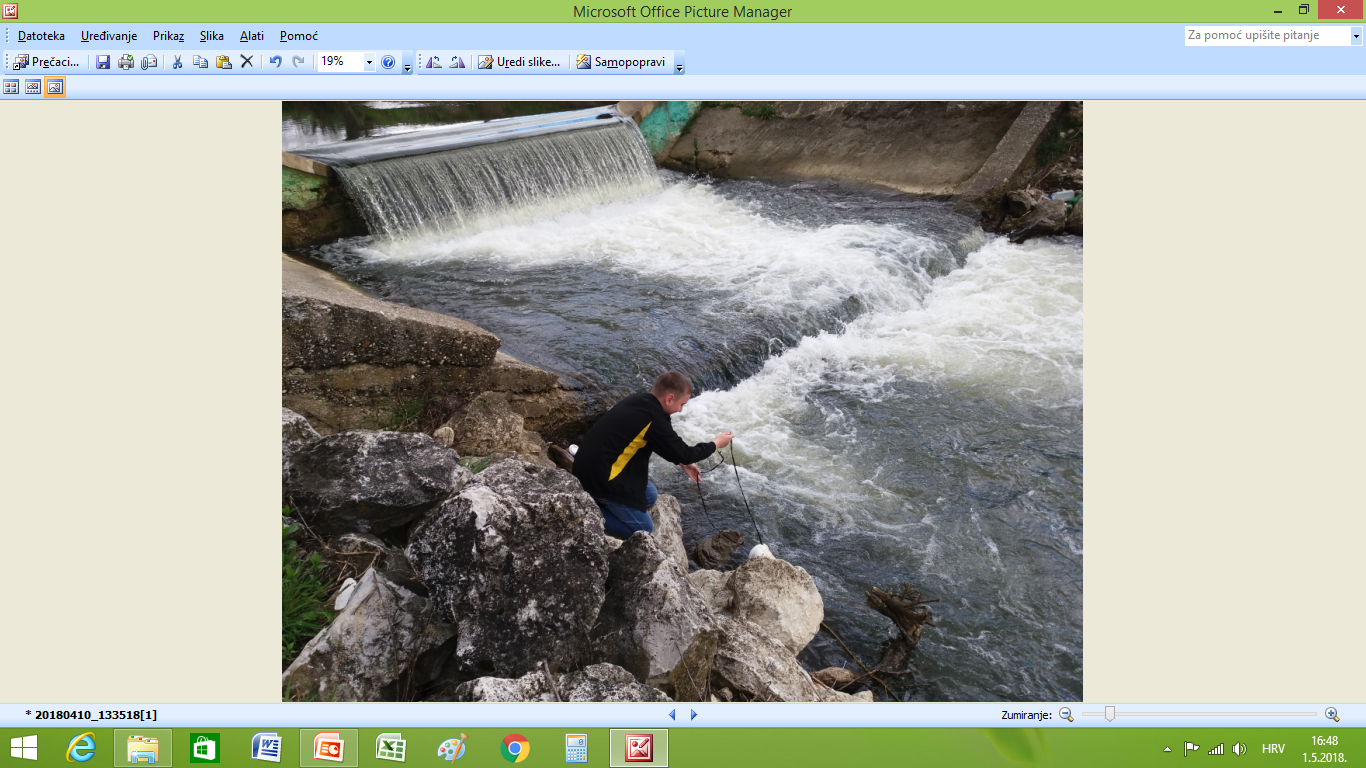 Microsoft Office Picture Manager
Datoteka Uređivanje Prikaz Slika Alati Pomoć
Za pomoć upišite pitanje
Prečaci... 19% Uredi slike... Samopopravi
* 20180410_133518[1]
Zumiranje:
HRV
16:48
1.5.2018.